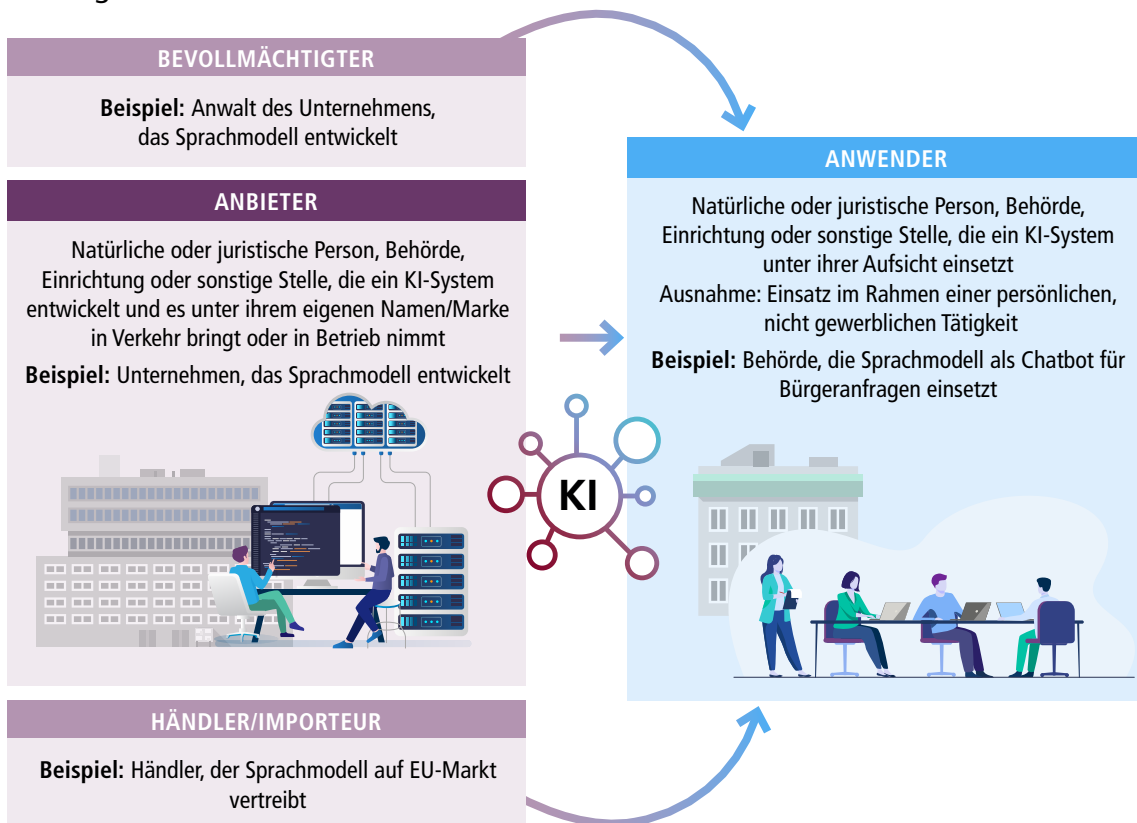 BEVOLLMÄCHTIGTER
Beispiel: Anwalt des Unternehmens,
das Sprachmodell entwickelt
ANBIETER
Natürliche oder juristische Person, Behörde,
Einrichtung oder sonstige Stelle, die ein KI-System
entwickelt und es unter ihrem eigenen Namen/Marke
in Verkehr bringt oder in Betrieb nimmt
Beispiel: Unternehmen, das Sprachmodell entwickelt
HÄNDLER/IMPORTEUR
Beispiel: Händler, der Sprachmodell auf EU-Markt
vertreibt
KI
ANWENDER
Natürliche oder juristische Person, Behörde,
Einrichtung oder sonstige Stelle, die ein KI-System
unter ihrer Aufsicht einsetzt
Ausnahme: Einsatz im Rahmen einer persönlichen,
nicht gewerblichen Tätigkeit
Beispiel: Behörde, die Sprachmodell als Chatbot für
Bürgeranfragen einsetzt